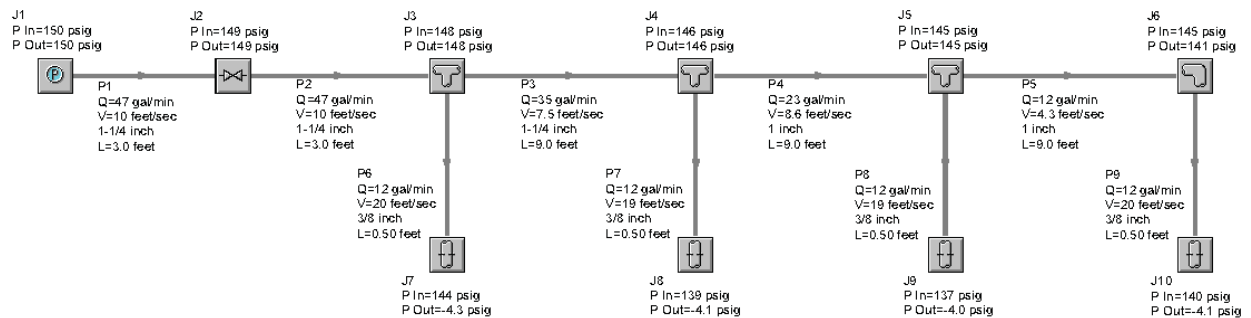 J1
P In=150 psig
P Out=150 psig
J2
P In=149 psig
P Out=149 psig
J3
P In=148 psig
P Out=148 psig
J4
P In=146 psig
P Out=146 psig
J5
P In=145 psig
P Out=145 psig
J6
P In=145 psig
P Out=141 psig
P
P1
Q=47 gal/min
V=10 feet/sec
1-1/4 inch
L=3.0 feet
P2
Q=47 gal/min
V=10 feet/sec
1-1/4 inch
L=3.0 feet
P3
Q=35 gal/min
V=7.5 feet/sec
1-1/4 inch
L=9.0 feet
P4
Q=23 gal/min
V=8.6 feet/sec
1 inch
L=9.0 feet
P5
Q=12 gal/min
V=4.3 feet/sec
1 inch
L=9.0 feet
P6
Q=12 gal/min
V=20 feet/sec
3/8 inch
L=0.50 feet
P7
Q=12 gal/min
V=19 feet/sec
3/8 inch
L=0.50 feet
P8
Q=12 gal/min
V=19 feet/sec
3/8 inch
L=0.50 feet
P9
Q=12 gal/min
V=20 feet/sec
3/8 inch
L=0.50 feet
J7
P In=144 psig
P Out=-4.3 psig
J8
P In=139 psig
P Out=-4.1 psig
J9
P In=137 psig
P Out=-4.0 psig
J10
P In=140 psig
P Out=-4.1 psig